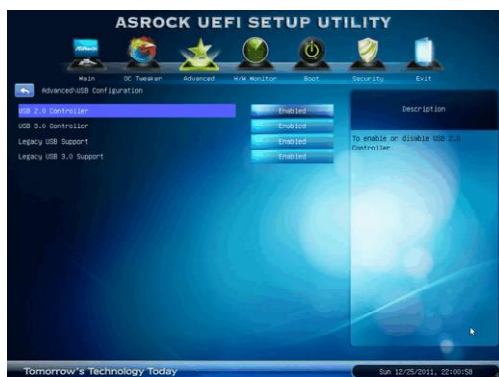 ASROCK UEFI SETUP UTILITY
ASRock
Main OC Tweaker Advanced H/W Monitor Boot Security Exit
Advanced\USB Configuration
USB 2.0 Controller Enabled
USB 3.0 Controller Enabled
Legacy USB Support Enabled
Legacy USB 3.0 Support Enabled
Description
To enable or disable USB 2.0
Controller.
Tomorrow's Technology Today
Sun 12/25/2011, 22:00:58